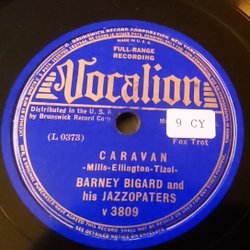 FULL-RANGE
RECORDING
Vocalion
Distributed in the U. S. A.
by Brunswick Record Corp
(L 0373)
9 CY
Fox Trot
CARAVAN
-Mills-Ellington-Tizol-
BARNEY BIGARD and
his JAZZOPATERS
v 3809